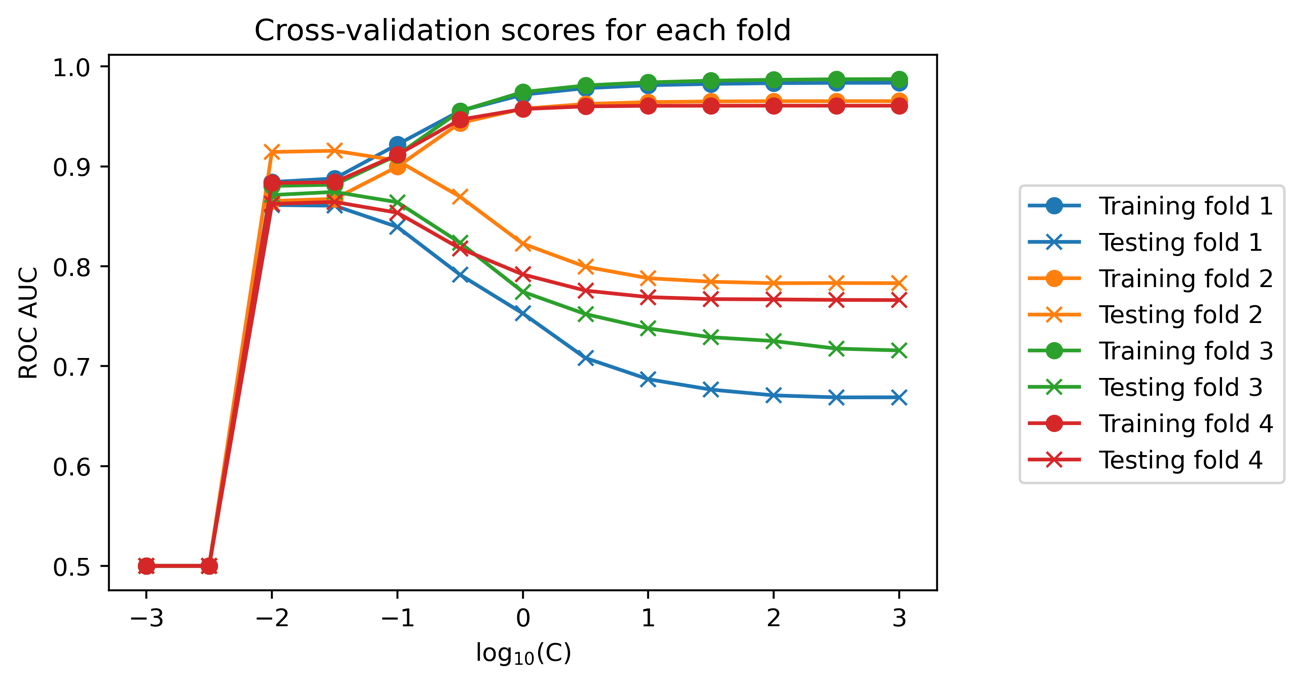 Cross-validation scores for each fold
1.0
0.9
0.8
0.7
0.6
0.5
ROC AUC
−3
−2
−1
0
1
2
3
log₁₀(C)
Training fold 1
Testing fold 1
Training fold 2
Testing fold 2
Training fold 3
Testing fold 3
Training fold 4
Testing fold 4